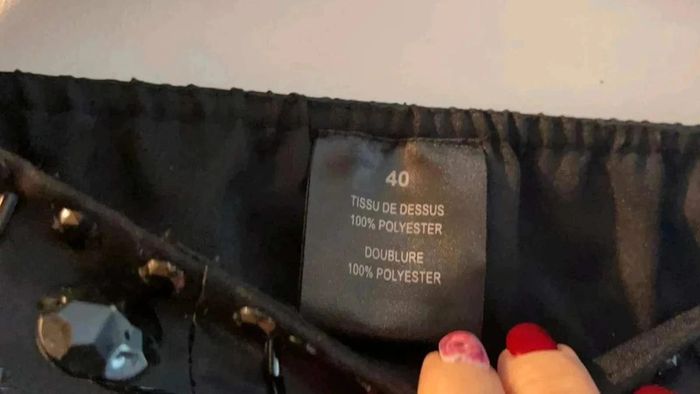 40
TISSU DE DESSUS
100% POLYESTER
DOUBLURE
100% POLYESTER